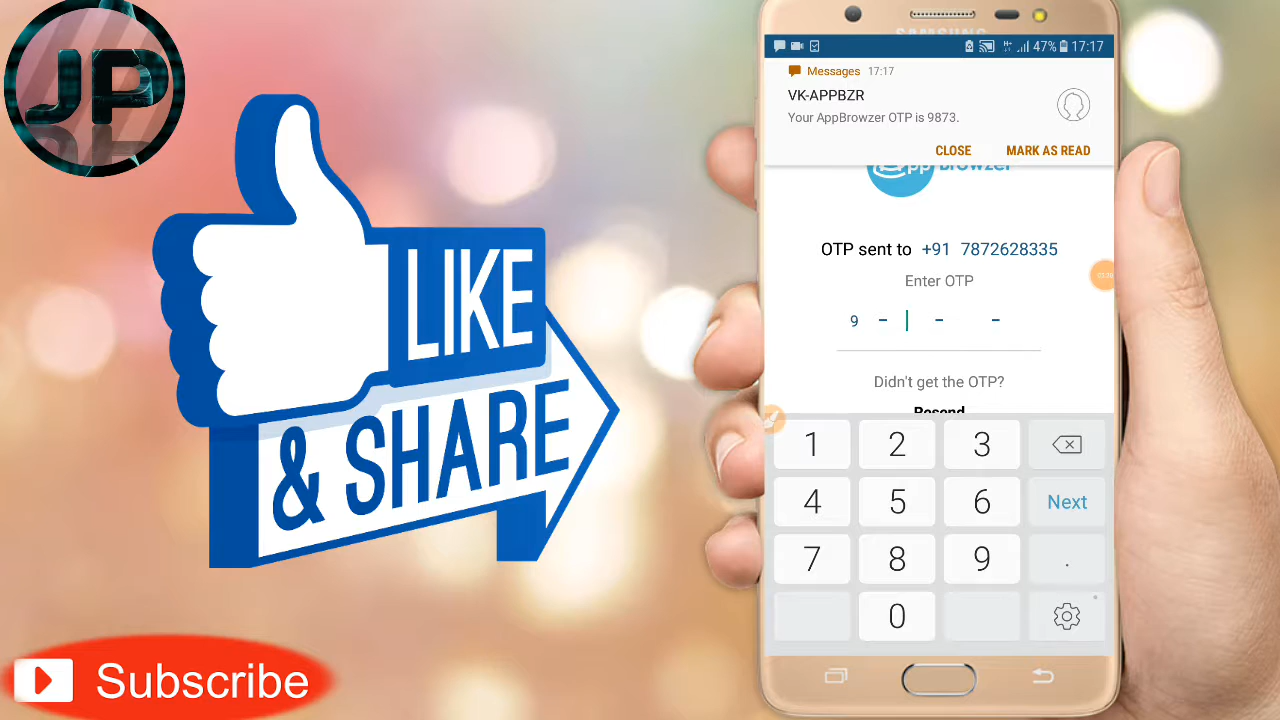 JP
LIKE
& SHARE
Subscribe
SAMSUNG
47% 17:17
Messages 17:17
VK-APPBZR
Your AppBrowzer OTP is 9873.
CLOSE MARK AS READ
App Browzer
OTP sent to +91 7872628335
Enter OTP
9 - - -
Didn't get the OTP?
Resend
1 2 3
4 5 6 Next
7 8 9 .
0